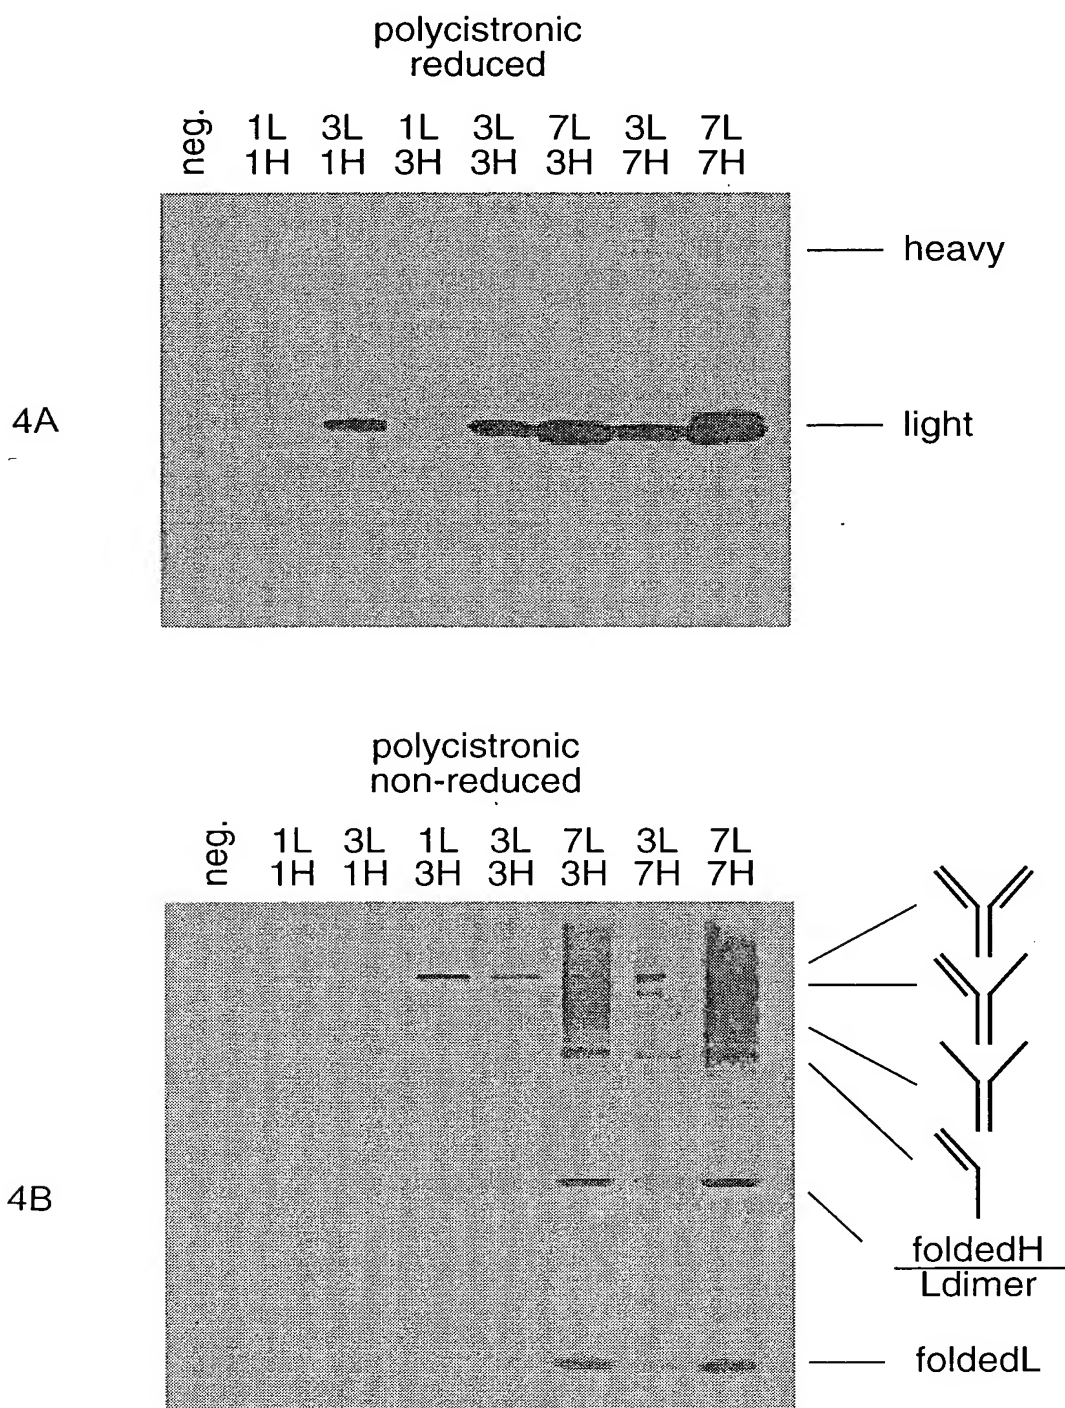 polycistronic
reduced
neg. 1L 3L 1L 3L 7L 3L 7L
1H 1H 3H 3H 3H 7H 7H
heavy
4A
light
polycistronic
non-reduced
neg. 1L 3L 1L 3L 7L 3L 7L
1H 1H 3H 3H 3H 7H 7H
4B
foldedH
Ldimer
foldedL